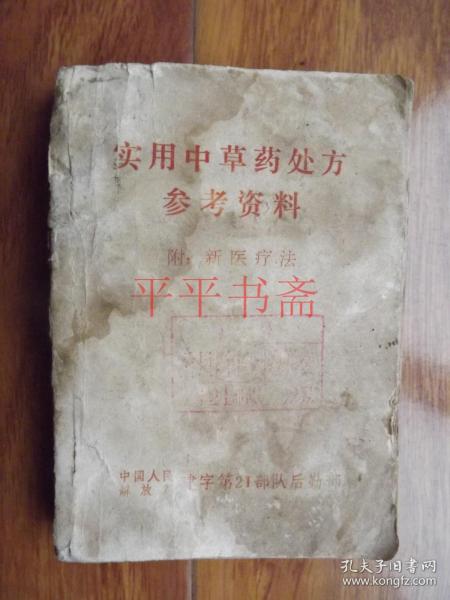 实用中草药处方
参考资料
附：新医疗法
平平书斋
中国人民
解放
字第21部队后勤部
孔夫子旧书网
www.kongfz.com